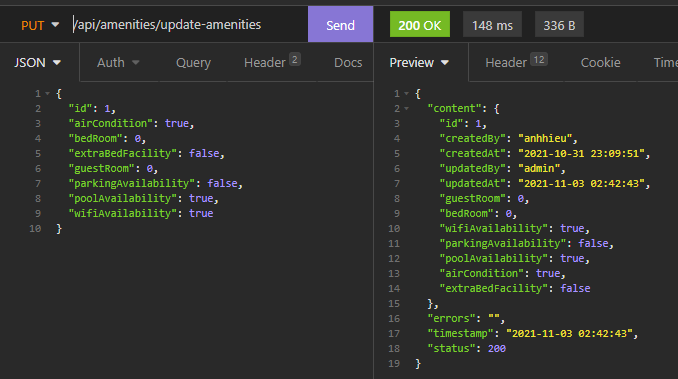 PUT /api/amenities/update-amenities Send 200 OK 148 ms 336 B
JSON Auth Query Header 2 Docs Preview Header 12 Cookie Time
1 {
2 "id": 1,
3 "airCondition": true,
4 "bedRoom": 0,
5 "extraBedFacility": false,
6 "guestRoom": 0,
7 "parkingAvailability": false,
8 "poolAvailability": true,
9 "wifiAvailability": true
10 }
1 {
2 "content": {
3 "id": 1,
4 "createdBy": "anhhieu",
5 "createdAt": "2021-10-31 23:09:51",
6 "updatedBy": "admin",
7 "updatedAt": "2021-11-03 02:42:43",
8 "guestRoom": 0,
9 "bedRoom": 0,
10 "wifiAvailability": true,
11 "parkingAvailability": false,
12 "poolAvailability": true,
13 "airCondition": true,
14 "extraBedFacility": false
15 },
16 "errors": "",
17 "timestamp": "2021-11-03 02:42:43",
18 "status": 200
19 }